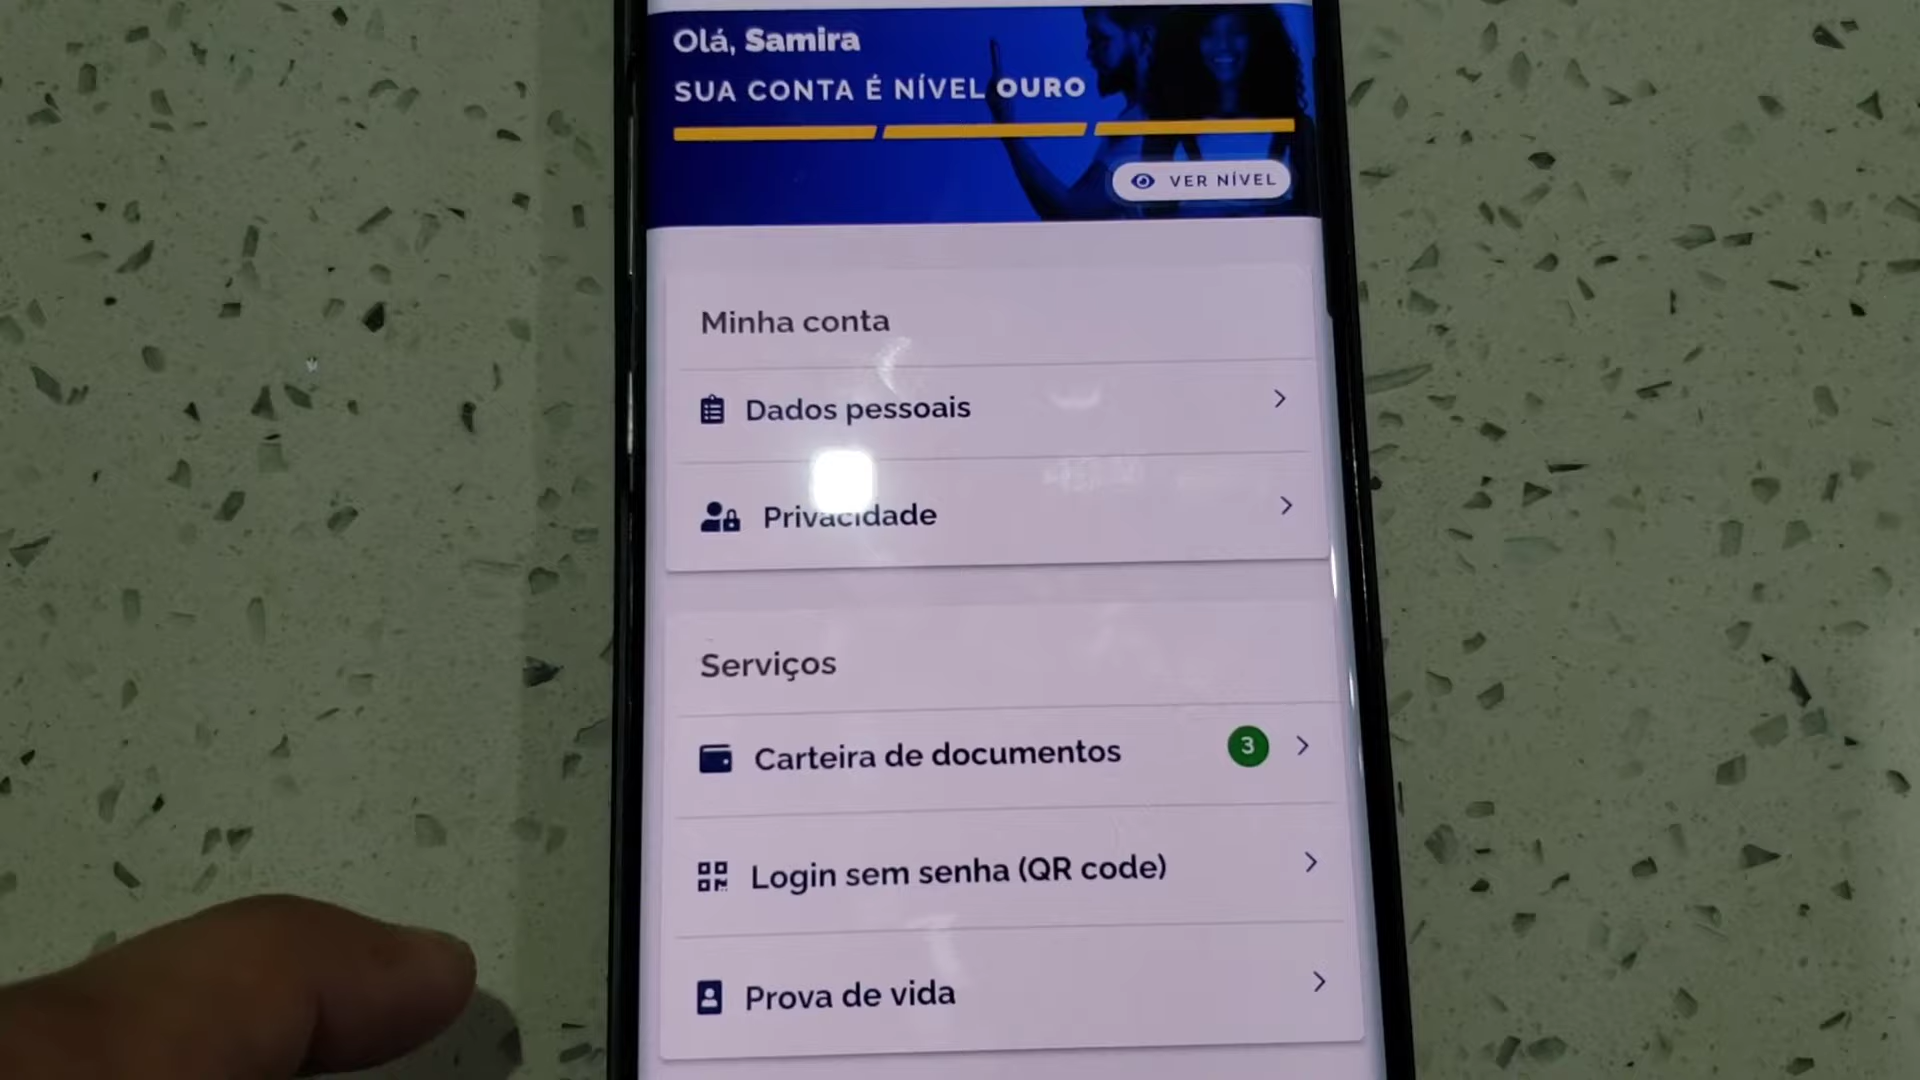 Olá, Samira
SUA CONTA É NÍVEL OURO
VER NÍVEL
Minha conta
Dados pessoais
Privacidade
Serviços
Carteira de documentos 3
Login sem senha (QR code)
Prova de vida